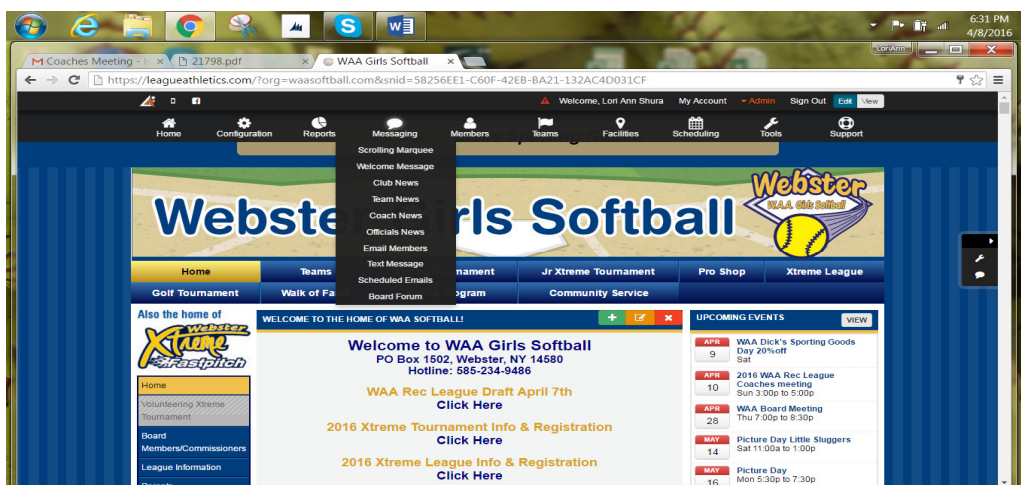 6:31 PM
4/8/2016
LoriAnn
Coaches Meeting -
21798.pdf
WAA Girls Softball
https://leagueathletics.com/?org=waasoftball.com&snid=58256EE1-C60F-42EB-BA21-132AC4D031CF
Welcome, Lori Ann Shura My Account Admin Sign Out Edit View
Home Configuration Reports Messaging Members Teams Facilities Scheduling Tools Support
Scrolling Marquee
Welcome Message
Club News
Team News
Coach News
Officials News
Email Members
Text Message
Scheduled Emails
Board Forum
Webste rls Softball
Webster
W.A.A. Girls Softball
Home Teams nament Jr Xtreme Tournament Pro Shop Xtreme League
Golf Tournament Walk of Fa ogram Community Service
Also the home of
Webster
Xtreme
Fastpitch
Home
Volunteering Xtreme
Tournament
Board
Members/Commissioners
League Information
WELCOME TO THE HOME OF WAA SOFTBALL!
Welcome to WAA Girls Softball
PO Box 1502, Webster, NY 14580
Hotline: 585-234-9486
WAA Rec League Draft April 7th
Click Here
2016 Xtreme Tournament Info & Registration
Click Here
2016 Xtreme League Info & Registration
Click Here
UPCOMING EVENTS VIEW
APR
9
WAA Dick's Sporting Goods
Day 20%off
Sat
APR
10
2016 WAA Rec League
Coaches meeting
Sun 3:00p to 5:00p
APR
28
WAA Board Meeting
Thu 7:00p to 8:30p
MAY
14
Picture Day Little Sluggers
Sat 11:00a to 1:00p
MAY
16
Picture Day
Mon 5:30p to 7:30p